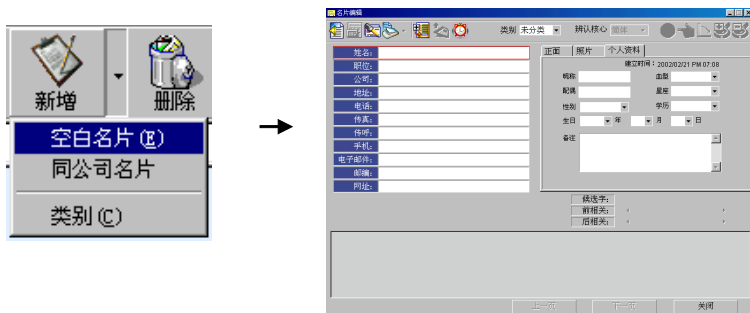 新增
删除
空白名片(E)
同公司名片
类别(C)
名片编辑
类别 未分类 辨认核心 简体
姓名:
职位:
公司:
地址:
电话:
传真:
传呼:
手机:
电子邮件:
邮编:
网址:
正面 照片 个人资料
建立时间: 2002/02/21 PM 07:08
昵称 血型
配偶 星座
性别 学历
生日 年 月 日
备注
候选字:
前相关:
后相关:
上一页 下一页 关闭